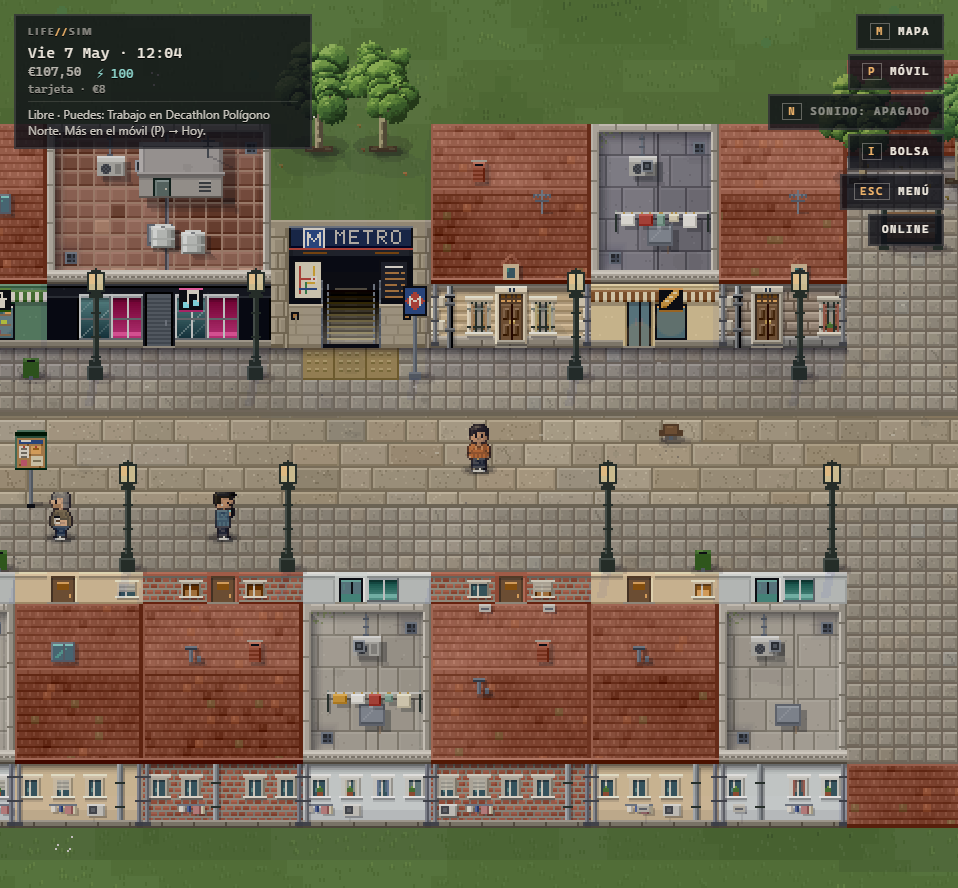 LIFE//SIM
Vie 7 May · 12:04
€107,50 ⚡ 100
tarjeta · €8
Libre · Puedes: Trabajo en Decathlon Polígono
Norte. Más en el móvil (P) → Hoy.
M MAPA
P MÓVIL
N SONIDO: APAGADO
I BOLSA
ESC MENÚ
ONLINE
M METRO
M